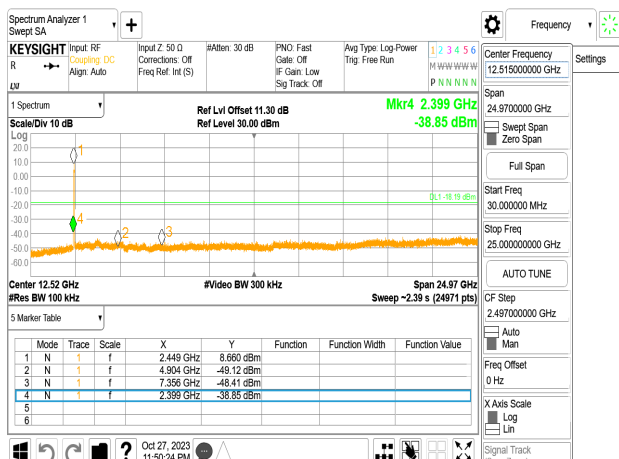 Spectrum Analyzer 1
Swept SA
Frequency
KEYSIGHT
R
Input: RF
Coupling: DC
Align: Auto
Input Z: 50 Ω
Corrections: Off
Freq Ref: Int (S)
#Atten: 30 dB
PNO: Fast
Gate: Off
IF Gain: Low
Sig Track: Off
Avg Type: Log-Power
Trig: Free Run
1 2 3 4 5 6
M W W W W W
P N N N N N
1 Spectrum
Scale/Div 10 dB
Ref Lvl Offset 11.30 dB
Ref Level 30.00 dBm
Mkr4 2.399 GHz
-38.85 dBm
Log
20.0
10.0
0.00
-10.0
-20.0
-30.0
-40.0
-50.0
-60.0
1
2
3
4
DL1 -18.19 dBm
Center 12.52 GHz
#Video BW 300 kHz
Span 24.97 GHz
#Res BW 100 kHz
Sweep ~2.39 s (24971 pts)
5 Marker Table
Mode Trace Scale X Y Function Function Width Function Value
1 N 1 f 2.449 GHz 8.660 dBm
2 N 1 f 4.904 GHz -49.12 dBm
3 N 1 f 7.356 GHz -48.41 dBm
4 N 1 f 2.399 GHz -38.85 dBm
5
6
Oct 27, 2023
11:50:24 PM
Center Frequency
12.515000000 GHz
Settings
Span
24.9700000 GHz
Swept Span
Zero Span
Full Span
Start Freq
30.000000 MHz
Stop Freq
25.000000000 GHz
AUTO TUNE
CF Step
2.497000000 GHz
Auto
Man
Freq Offset
0 Hz
X Axis Scale
Log
Lin
Signal Track